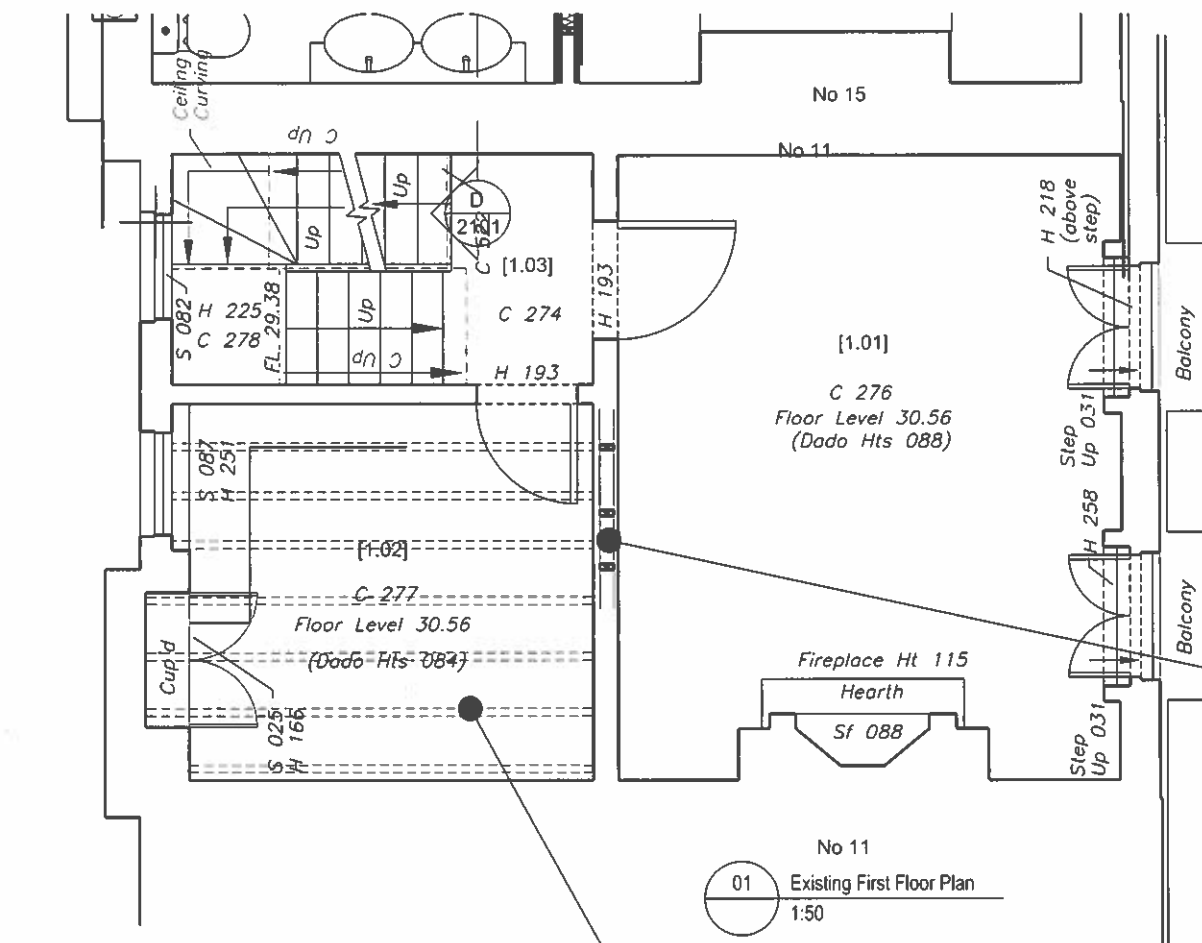 Ceiling
Curving
No 15
No 11
C Up
Up
Up
D
2101
[1.03]
C 274
H 193
H 193
S 082
H 225
C 278
FL 29.38
Up
C Up
H 218
(above
step)
Balcony
[1.01]
C 276
Floor Level 30.56
(Dado Hts 088)
Step
Up 031
H 258
S 087
H 251
[1.02]
C 277
Floor Level 30.56
(Dado Hts 084)
Cup'd
S 025
H 166
Fireplace Ht 115
Hearth
Sf 088
Balcony
Step
Up 031
No 11
01 Existing First Floor Plan
1:50